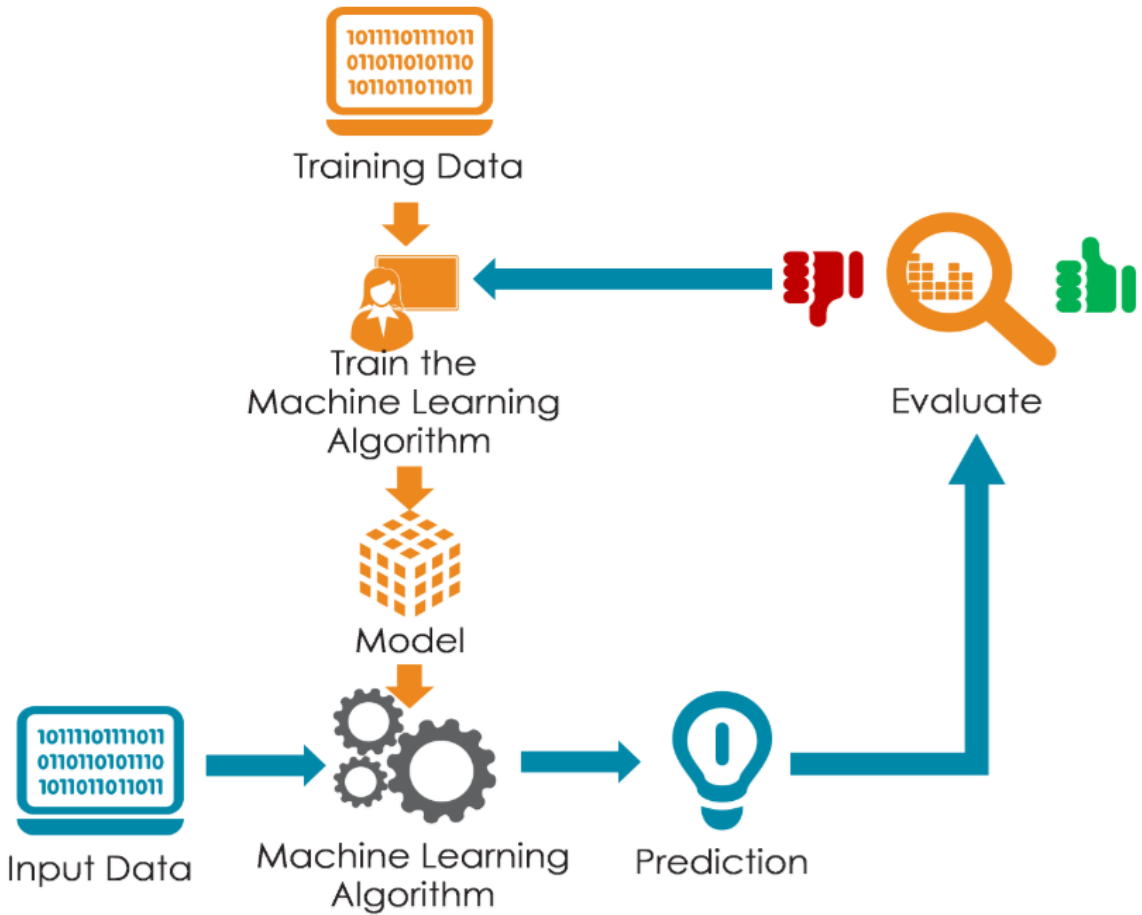 1011110111011
0110110101110
1011011011011
Training Data
Train the
Machine Learning
Algorithm
Evaluate
Model
1011110111011
0110110101110
1011011011011
Input Data
Machine Learning
Algorithm
Prediction